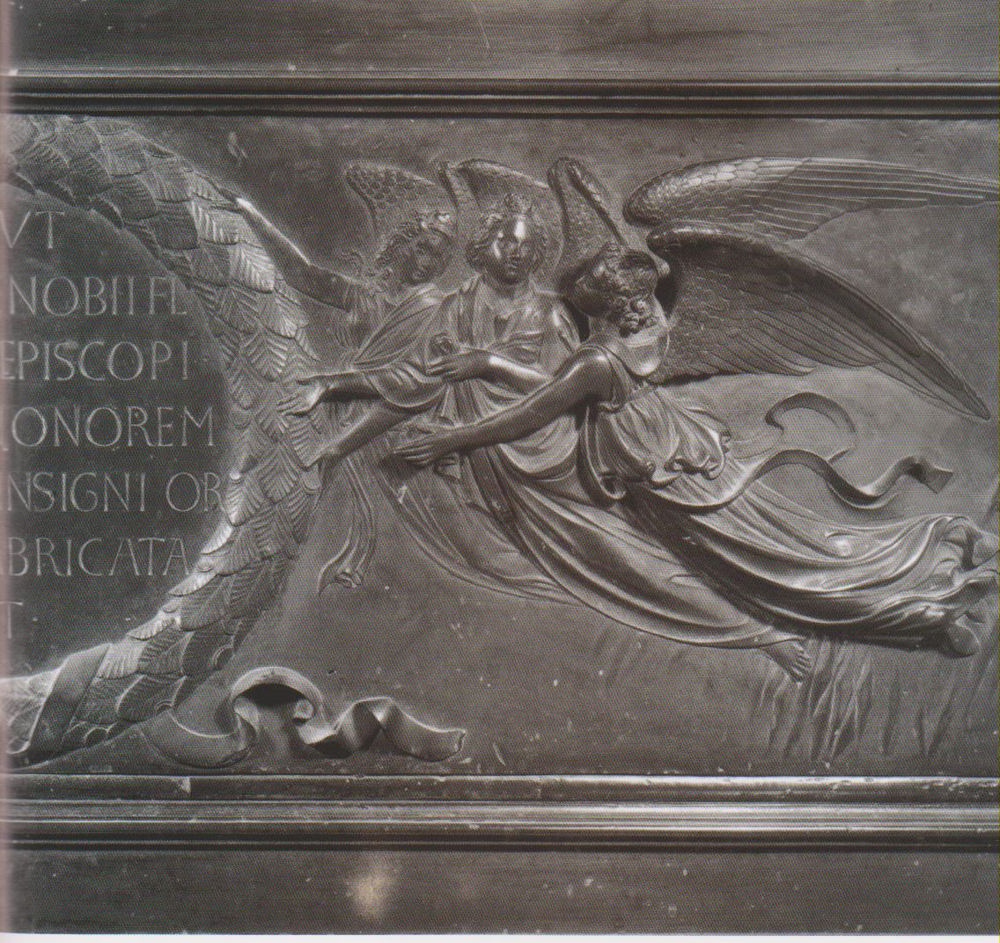 VT
NOBII FL
EPISCOPI
ONOREM
NSIGNI OR
BRICATA
T